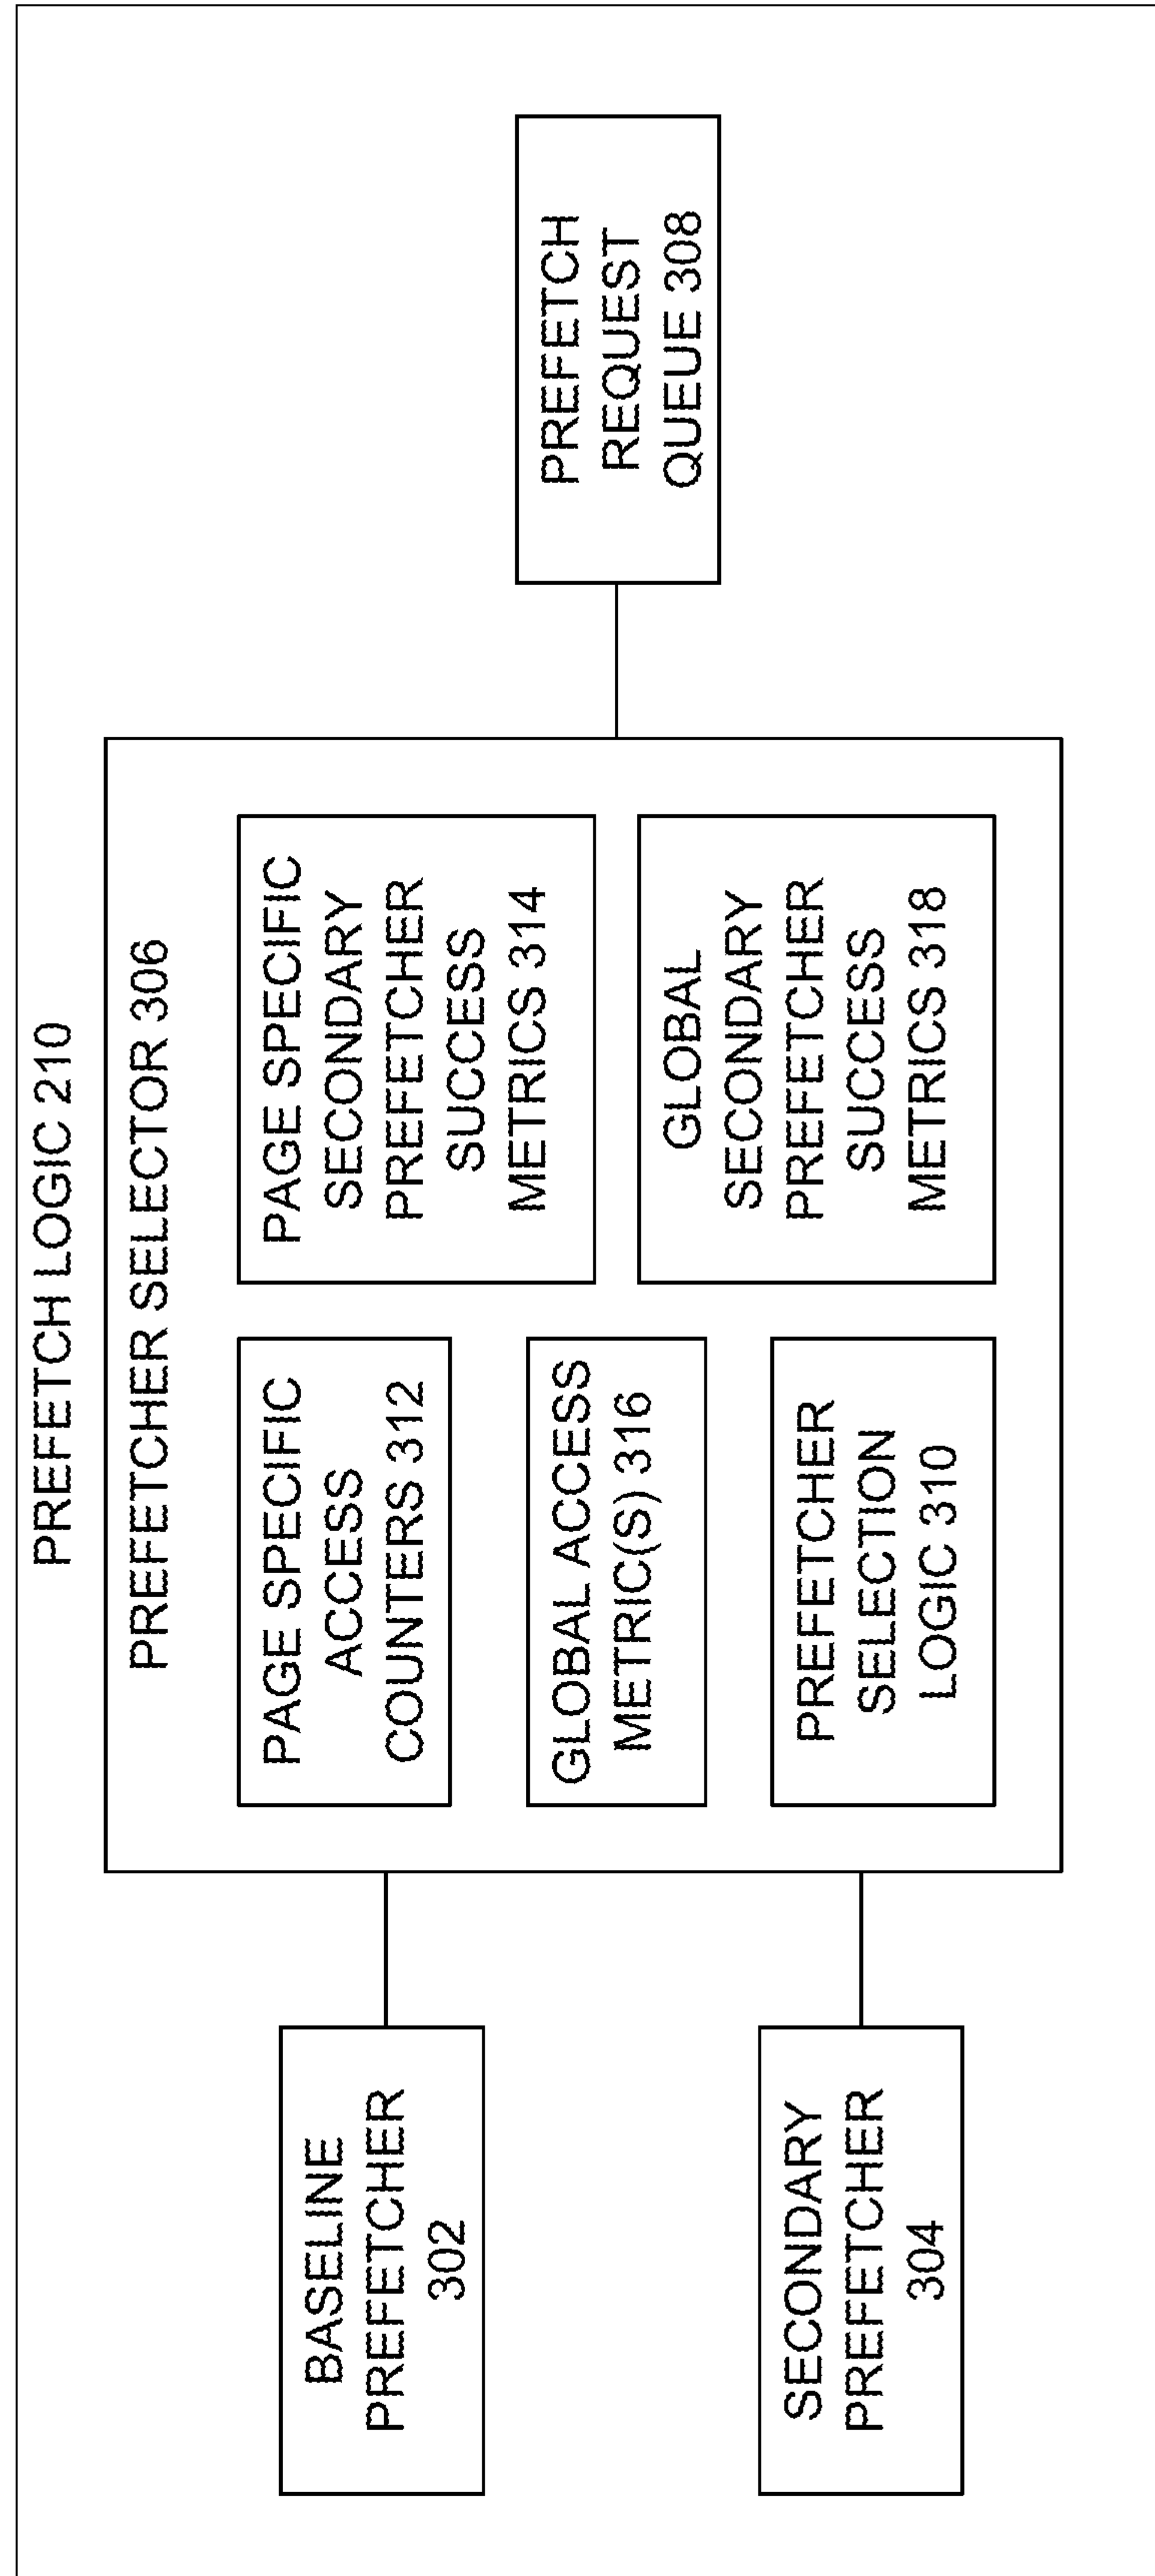 PREFETCH LOGIC 210
PREFETCHER SELECTOR 306
BASELINE
PREFETCHER
302
SECONDARY
PREFETCHER
304
PAGE SPECIFIC
ACCESS
COUNTERS 312
GLOBAL ACCESS
METRIC(S) 316
PREFETCHER
SELECTION
LOGIC 310
PAGE SPECIFIC
SECONDARY
PREFETCHER
SUCCESS
METRICS 314
GLOBAL
SECONDARY
PREFETCHER
SUCCESS
METRICS 318
PREFETCH
REQUEST
QUEUE 308